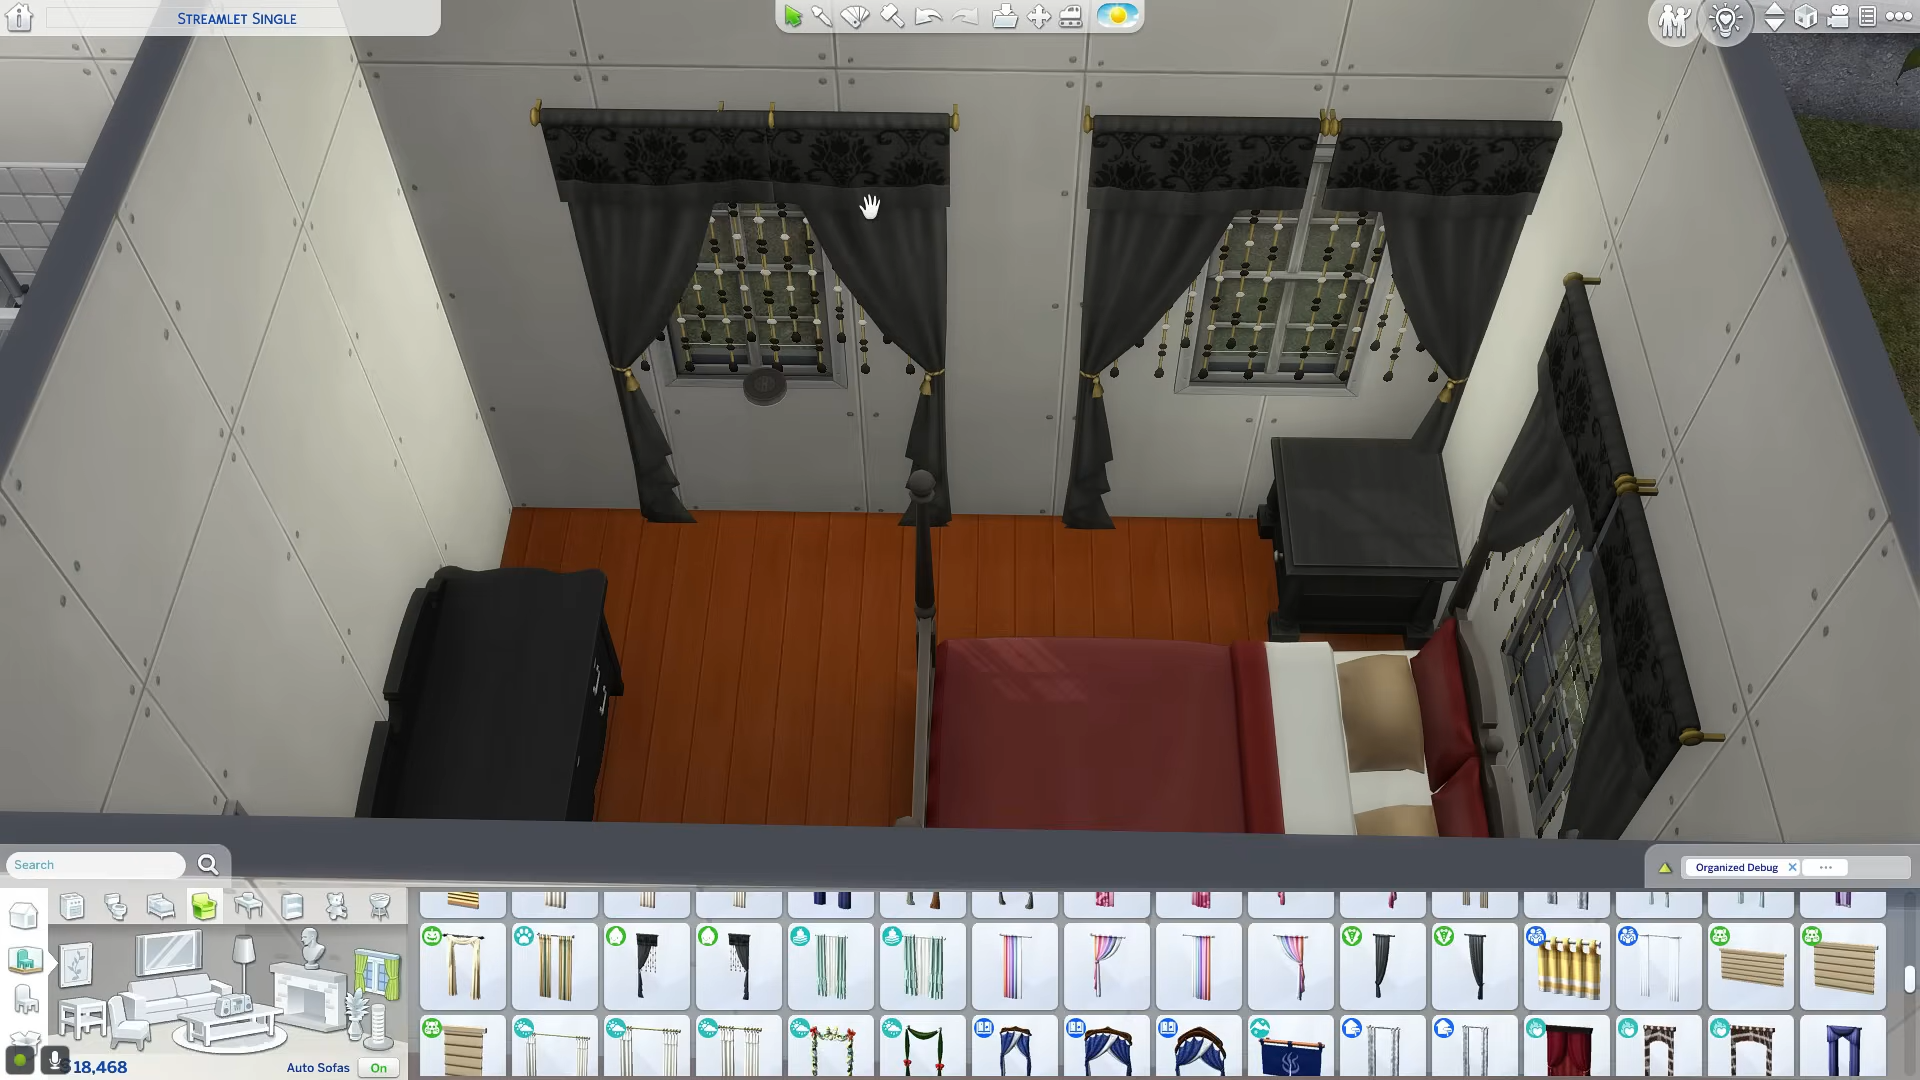 STREAMLET SINGLE
Search
Organized Debug
18,468
Auto Sofas On